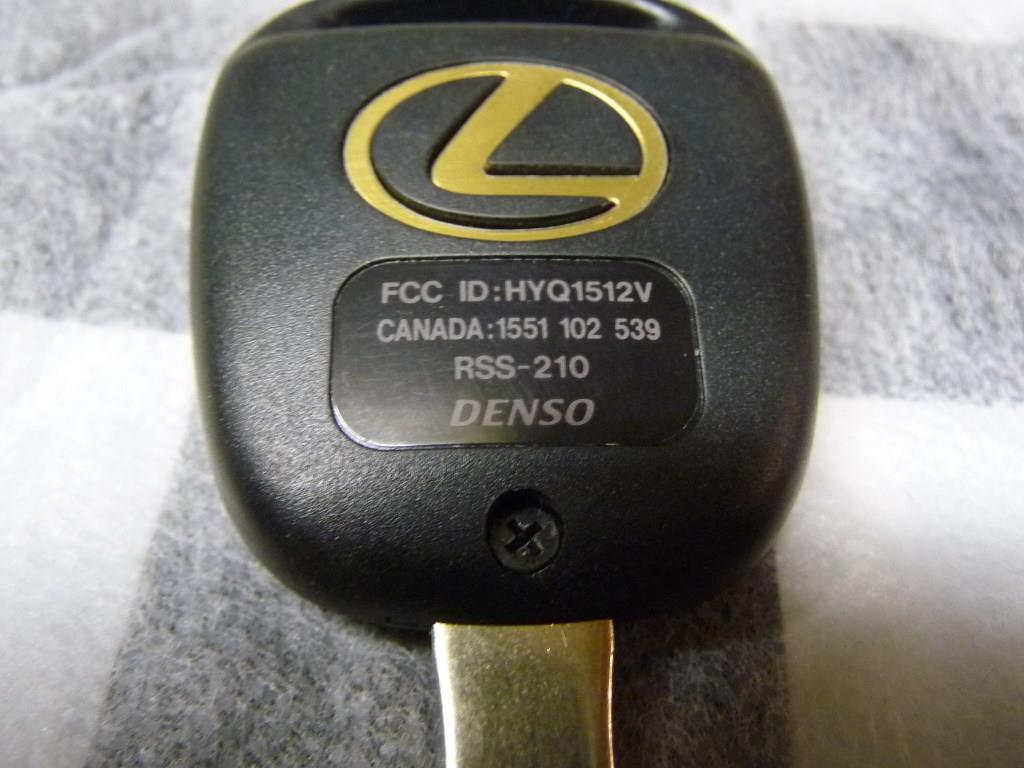 FCC ID:HYQ1512V
CANADA:1551 102 539
RSS-210
DENSO